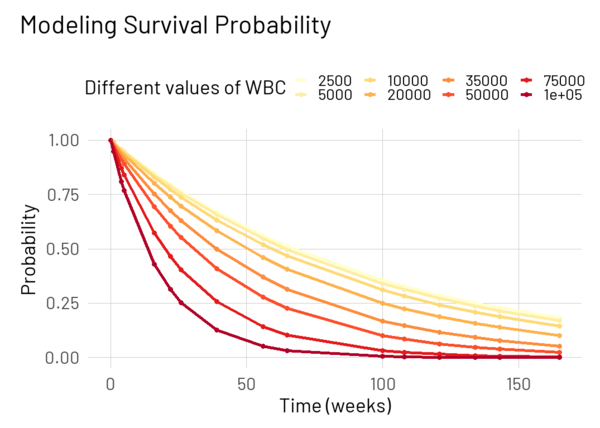 Modeling Survival Probability
Different values of WBC
2500 10000 35000 75000
5000 20000 50000 1e+05
1.00
0.75
0.50
0.25
0.00
Probability
0 50 100 150
Time (weeks)